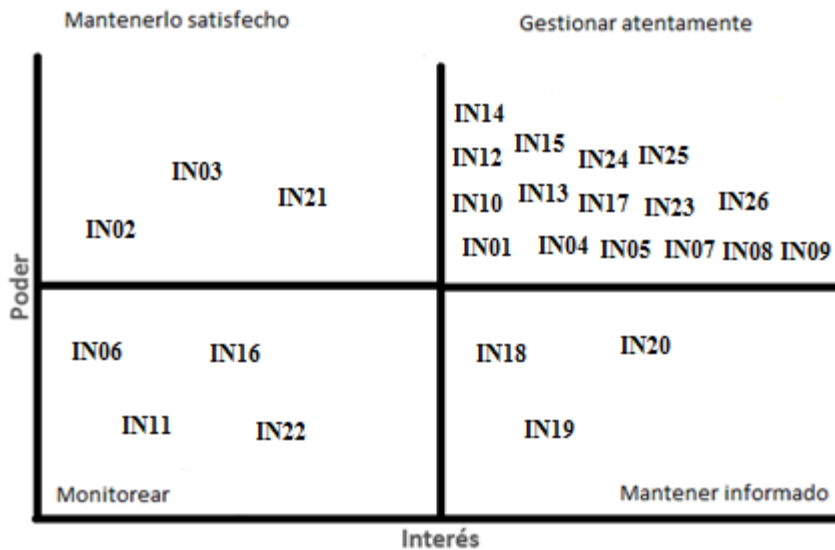 Mantenerlo satisfecho
Gestionar atentamente
IN14
IN12 IN15 IN24 IN25
IN03
IN21
IN02
IN10 IN13 IN17 IN23 IN26
IN01 IN04 IN05 IN07 IN08 IN09
Poder
IN06 IN16
IN11 IN22
IN18 IN20
IN19
Monitorear
Mantener informado
Interés